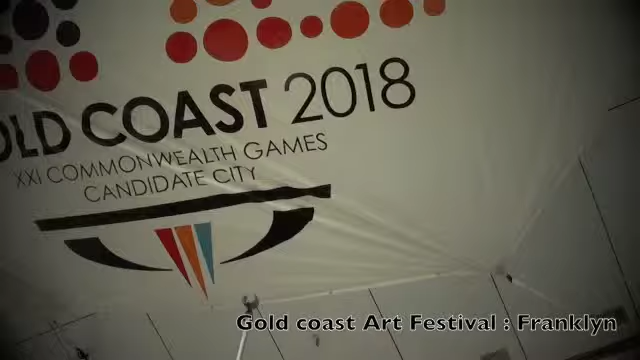 OLD COAST 2018
XXI COMMONWEALTH GAMES
CANDIDATE CITY
Gold coast Art Festival : Franklyn